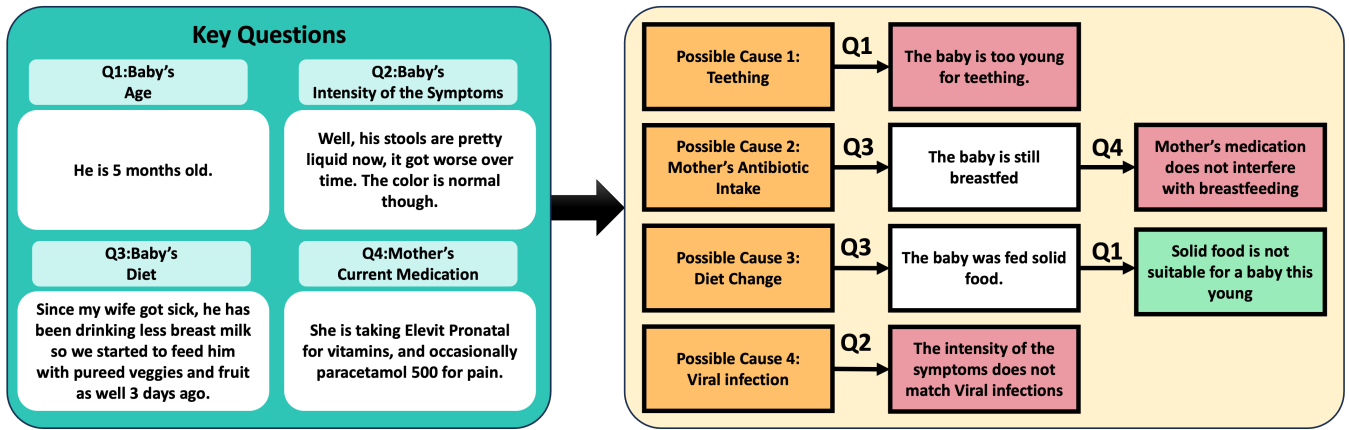 Key Questions
Q1:Baby's
Age
He is 5 months old.
Q2:Baby's
Intensity of the Symptoms
Well, his stools are pretty
liquid now, it got worse over
time. The color is normal
though.
Q3:Baby's
Diet
Since my wife got sick, he has
been drinking less breast milk
so we started to feed him
with pureed veggies and fruit
as well 3 days ago.
Q4:Mother's
Current Medication
She is taking Elevit Pronatal
for vitamins, and occasionally
paracetamol 500 for pain.
Possible Cause 1:
Teething
Q1
The baby is too young
for teething.
Possible Cause 2:
Mother's Antibiotic
Intake
Q3
The baby is still
breastfed
Q4
Mother's medication
does not interfere
with breastfeeding
Possible Cause 3:
Diet Change
Q3
The baby was fed solid
food.
Q1
Solid food is not
suitable for a baby this
young
Possible Cause 4:
Viral infection
Q2
The intensity of the
symptoms does not
match Viral infections